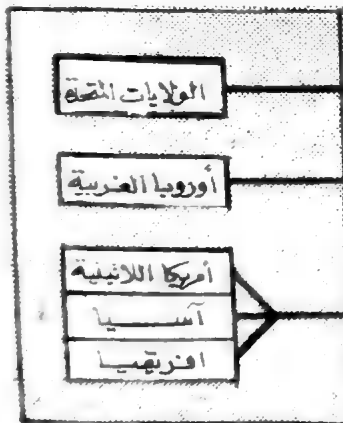 الولايات المتحدة
أوروبا الغربية
أمريكا اللاتينية
آسيا
افريقيا